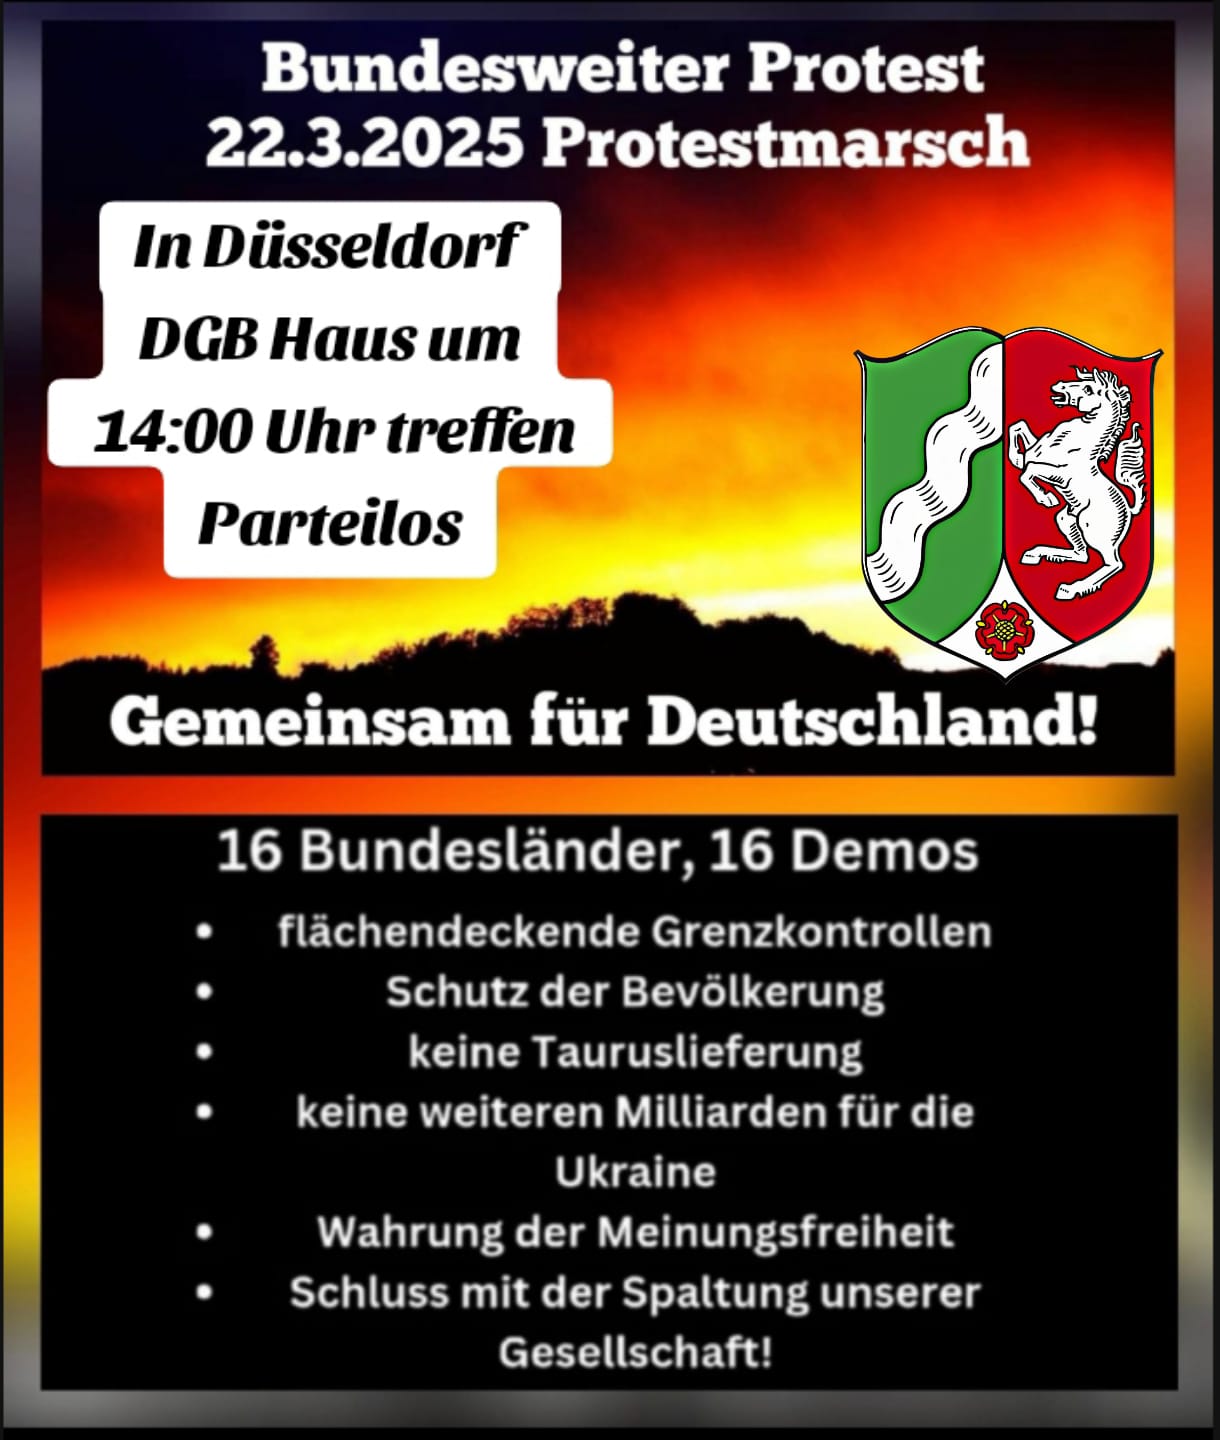 Bundesweiter Protest
22.3.2025 Protestmarsch
In Düsseldorf
DGB Haus um
14:00 Uhr treffen
Parteilos
Gemeinsam für Deutschland!
16 Bundesländer, 16 Demos
• flächendeckende Grenzkontrollen
• Schutz der Bevölkerung
• keine Tauruslieferung
• keine weiteren Milliarden für die
Ukraine
• Wahrung der Meinungsfreiheit
• Schluss mit der Spaltung unserer
Gesellschaft!